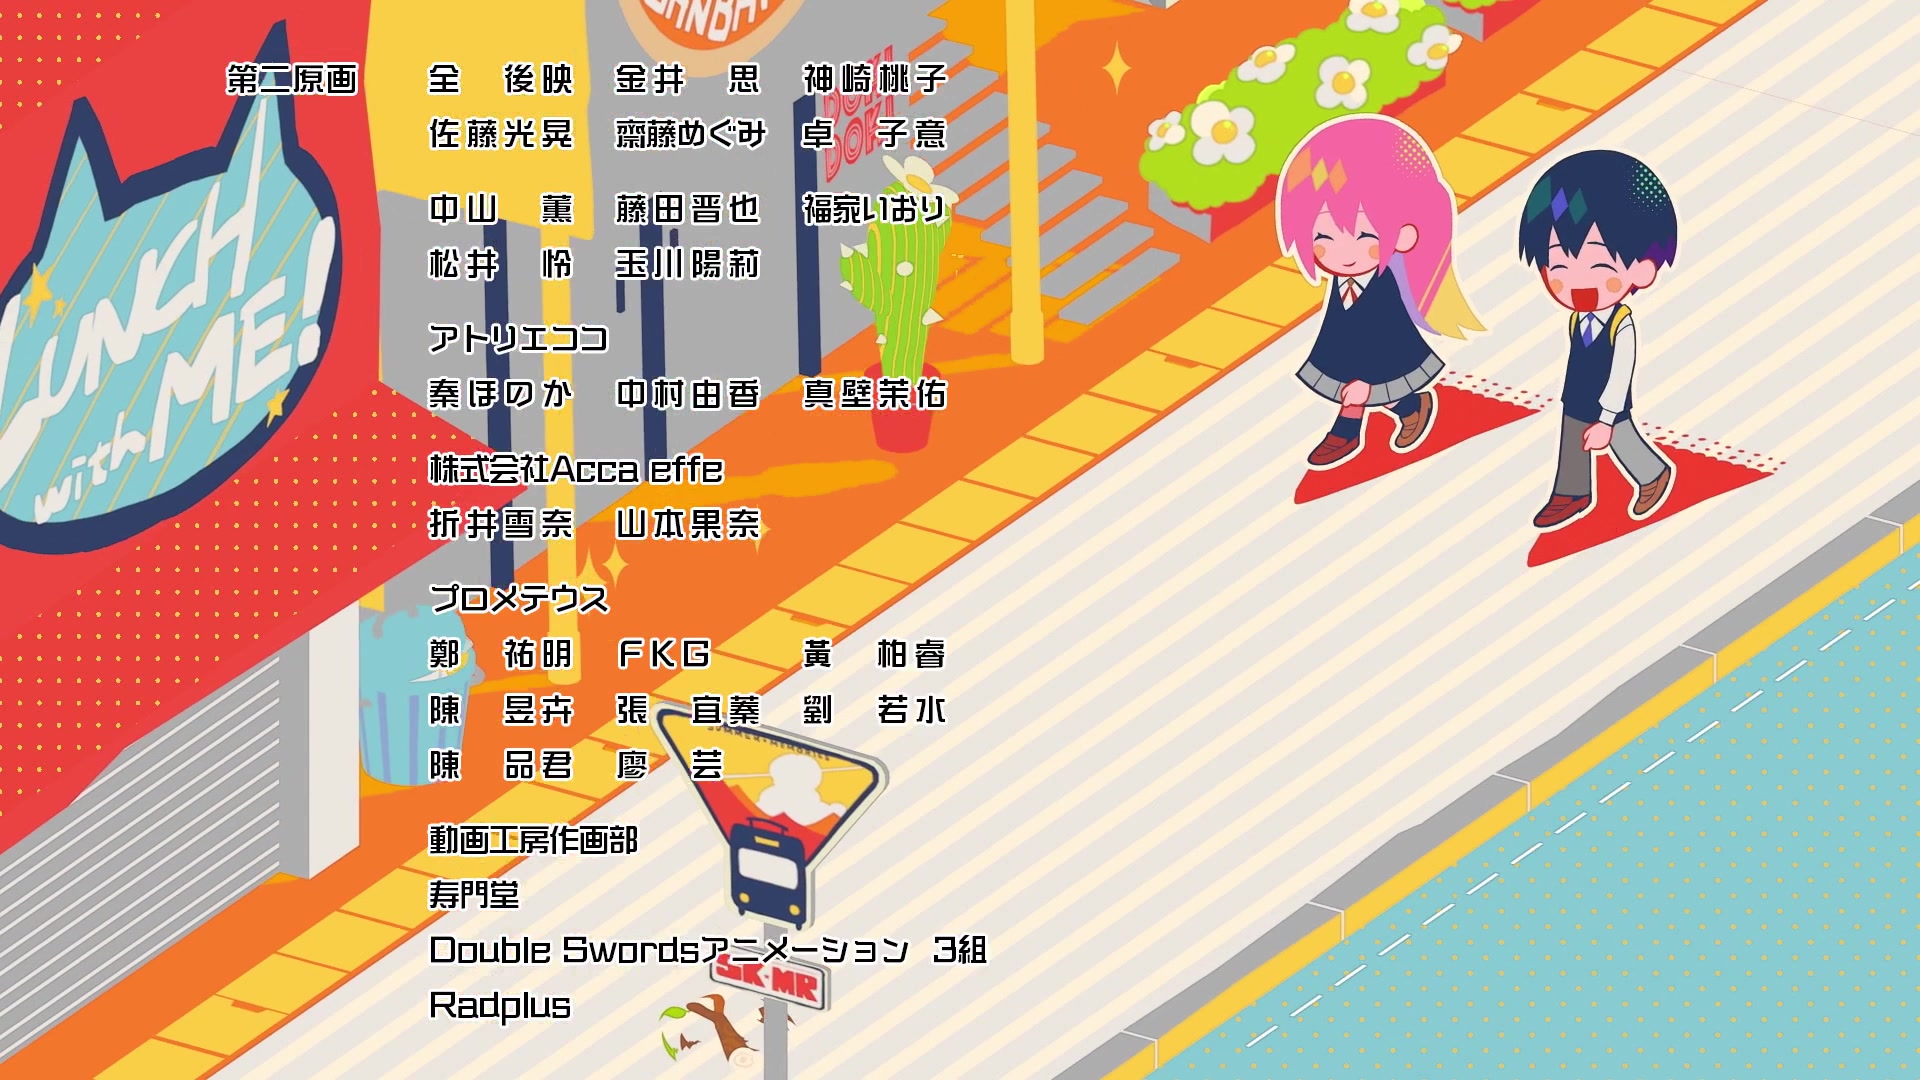 GANBA
DOKI
DOKI
LUNCH
with ME!
第二原画 全 後映 金井 思 神崎桃子
佐藤光晃 齋藤めぐみ 卓 子意
中山 薫 藤田晋也 福家いおり
松井 怜 玉川陽莉
アトリエココ
秦ほのか 中村由香 真壁茉佑
株式会社Acca effe
折井雪奈 山本果奈
プロメテウス
鄭 祐明 FKG 黃 柏睿
陳 昱卉 張 宜蓁 劉 若水
陳 品君 廖 芸
SUMMER・MEMORIES
動画工房作画部
寿門堂
Double Swordsアニメーション 3組
SK-MR
Radplus